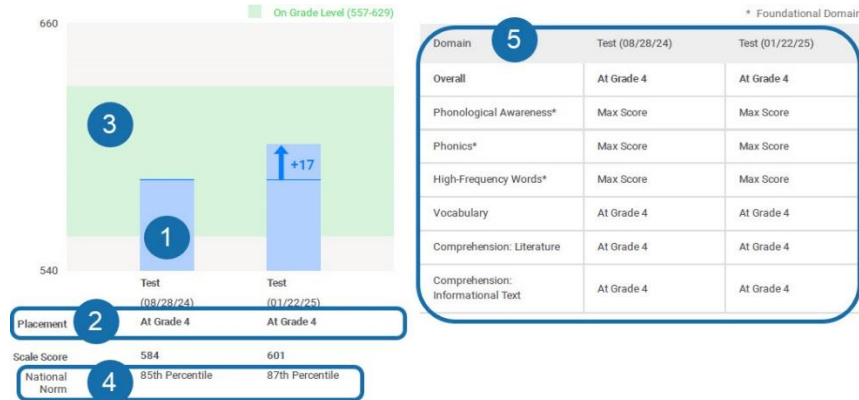 On Grade Level (557-629)
660
3
+17
1
540
Test Test
(08/28/24) (01/22/25)
Placement 2 At Grade 4 At Grade 4
Scale Score 584 601
National Norm 4 85th Percentile 87th Percentile
* Foundational Domain
Domain 5 Test (08/28/24) Test (01/22/25)
Overall At Grade 4 At Grade 4
Phonological Awareness* Max Score Max Score
Phonics* Max Score Max Score
High-Frequency Words* Max Score Max Score
Vocabulary At Grade 4 At Grade 4
Comprehension: Literature At Grade 4 At Grade 4
Comprehension:
Informational Text At Grade 4 At Grade 4